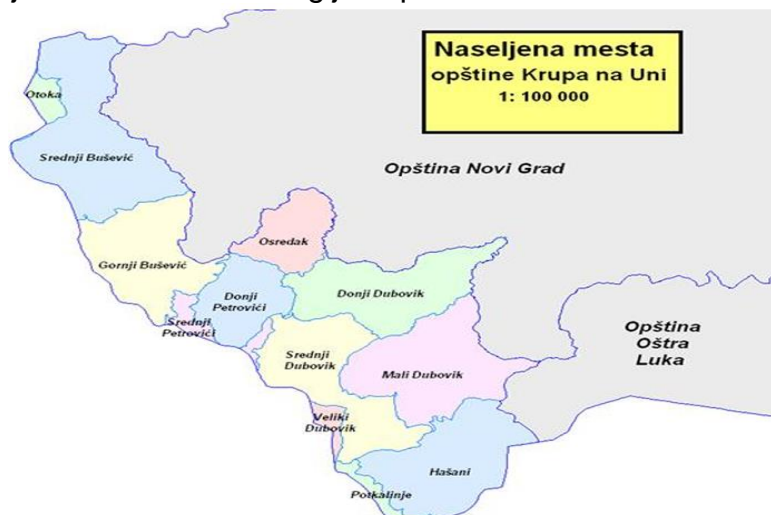 Naseljena mesta
opštine Krupa na Uni
1: 100 000
Otoka
Srednji Bušević
Opština Novi Grad
Osredak
Gornji Bušević
Donji
Petrovići
Donji Dubovik
Srednji
Petrovići
Opština
Oštra
Luka
Srednji
Dubovik
Mali Dubovik
Veliki
Dubovik
Hašani
Potkalinje